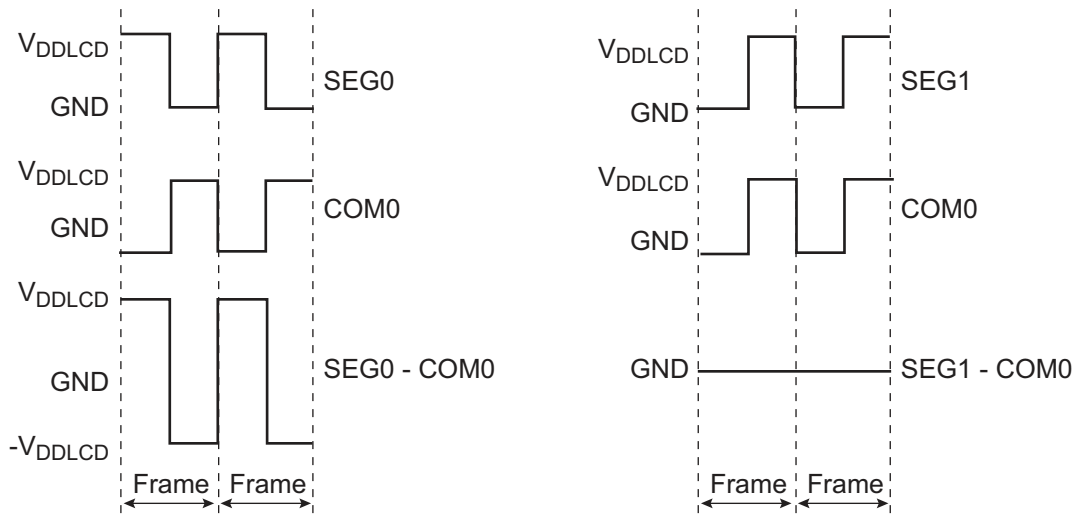 VDDLCD
GND
SEG0
VDDLCD
GND
COM0
VDDLCD
GND
-VDDLCD
SEG0 - COM0
Frame Frame
VDDLCD
GND
SEG1
VDDLCD
GND
COM0
GND
SEG1 - COM0
Frame Frame